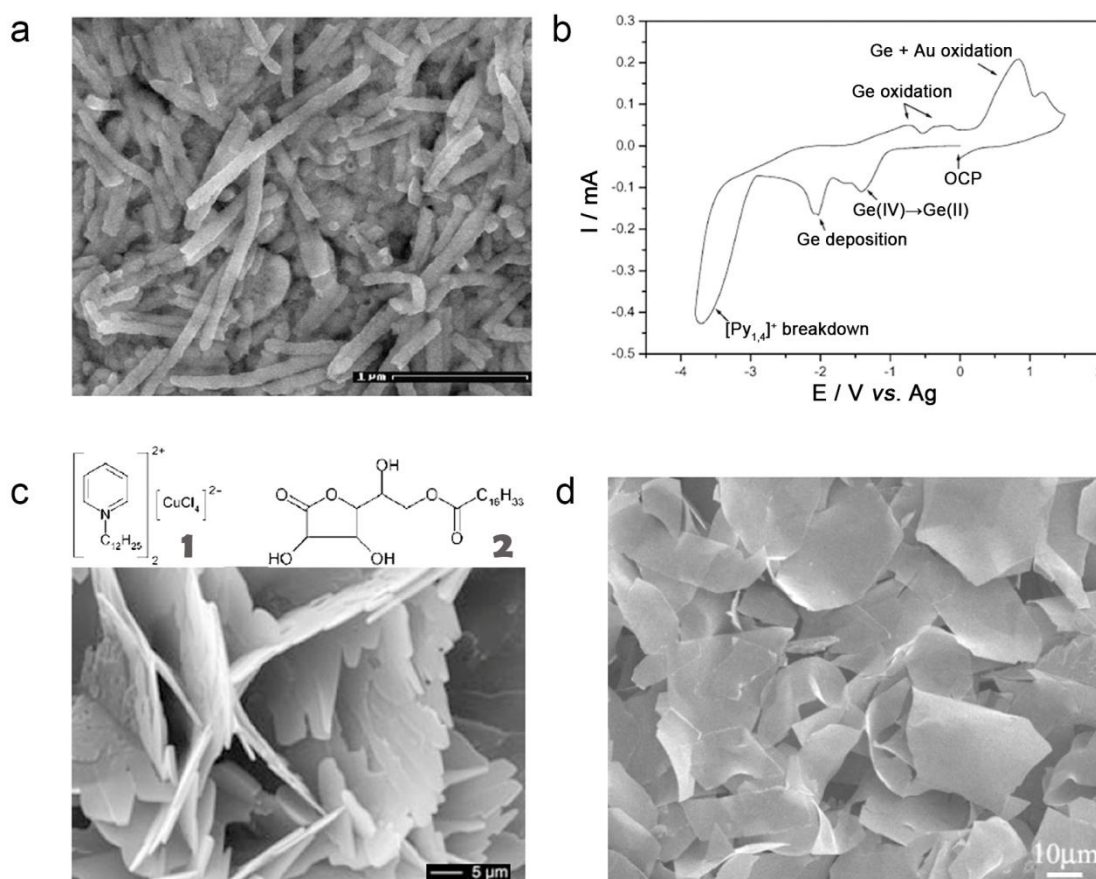 a
1 µm
b
Ge + Au oxidation
Ge oxidation
OCP
Ge(IV)→Ge(II)
Ge deposition
[Py1,4]+ breakdown
I / mA
0.2
0.1
0.0
-0.1
-0.2
-0.3
-0.4
-0.5
-4
-3
-2
-1
0
1
E / V vs. Ag
c
2+
[CuCl4]2−
N
C12H25
2
1
OH
O
O
O
C16H33
O
HO
OH
2
5 µm
d
10µm